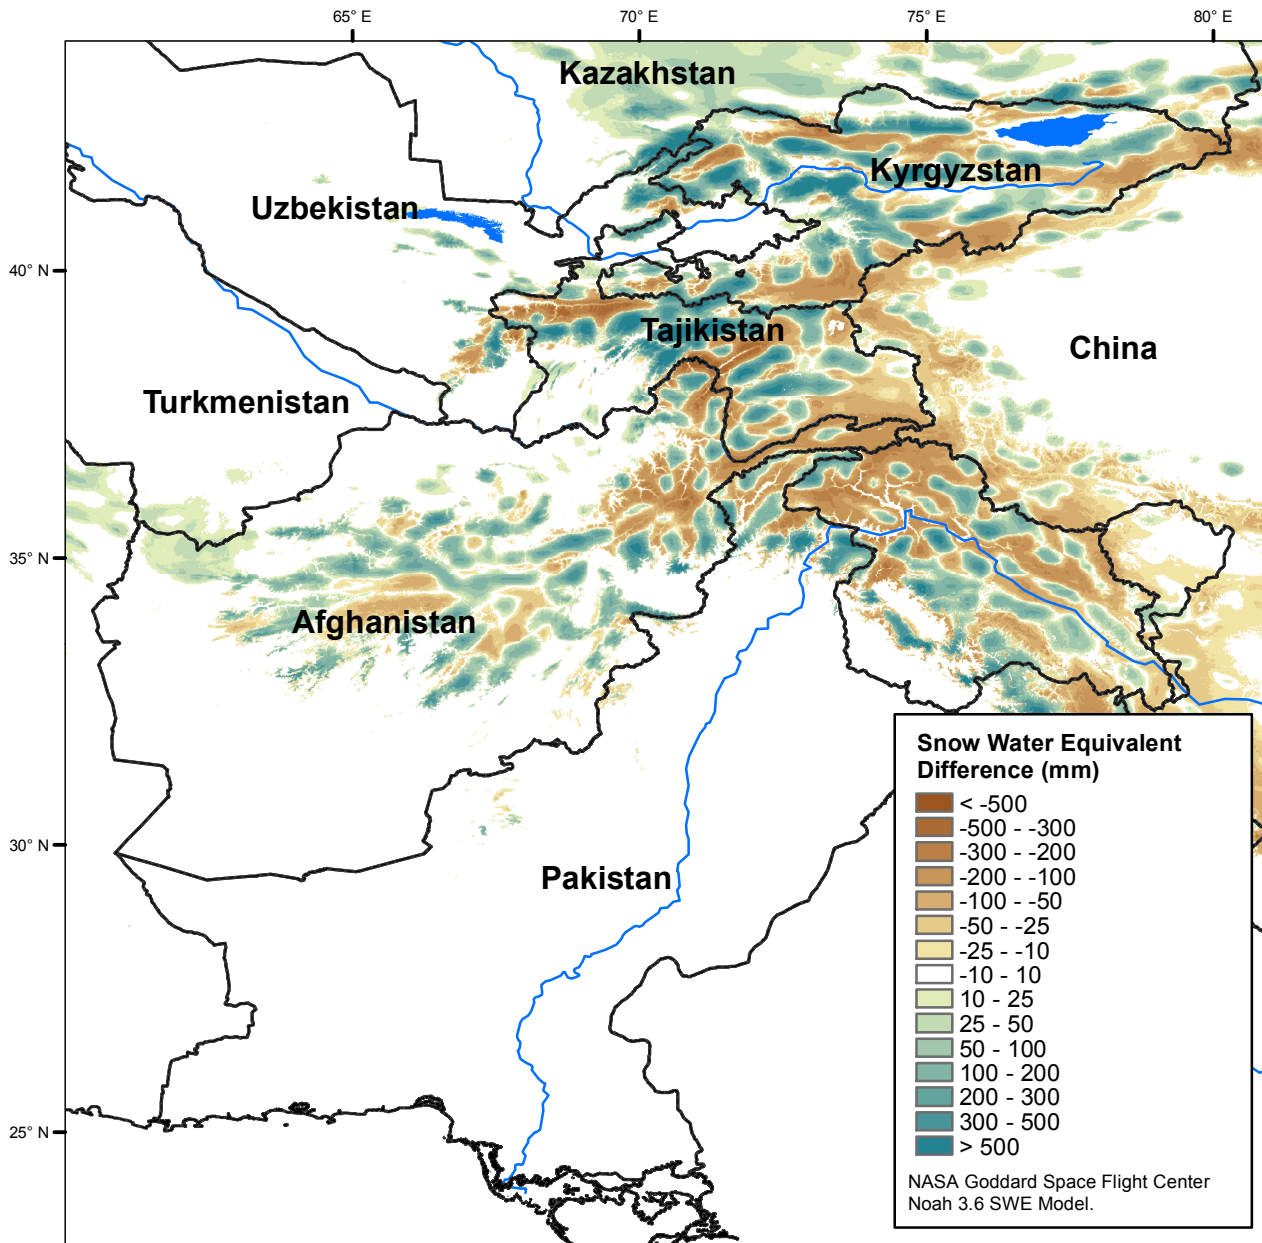 65° E
70° E
75° E
80° E
Kazakhstan
Kyrgyzstan
Uzbekistan
40° N
Tajikistan
China
Turkmenistan
35° N
Afghanistan
30° N
Pakistan
25° N
Snow Water Equivalent
Difference (mm)
< -500
-500 - -300
-300 - -200
-200 - -100
-100 - -50
-50 - -25
-25 - -10
-10 - 10
10 - 25
25 - 50
50 - 100
100 - 200
200 - 300
300 - 500
> 500
NASA Goddard Space Flight Center
Noah 3.6 SWE Model.